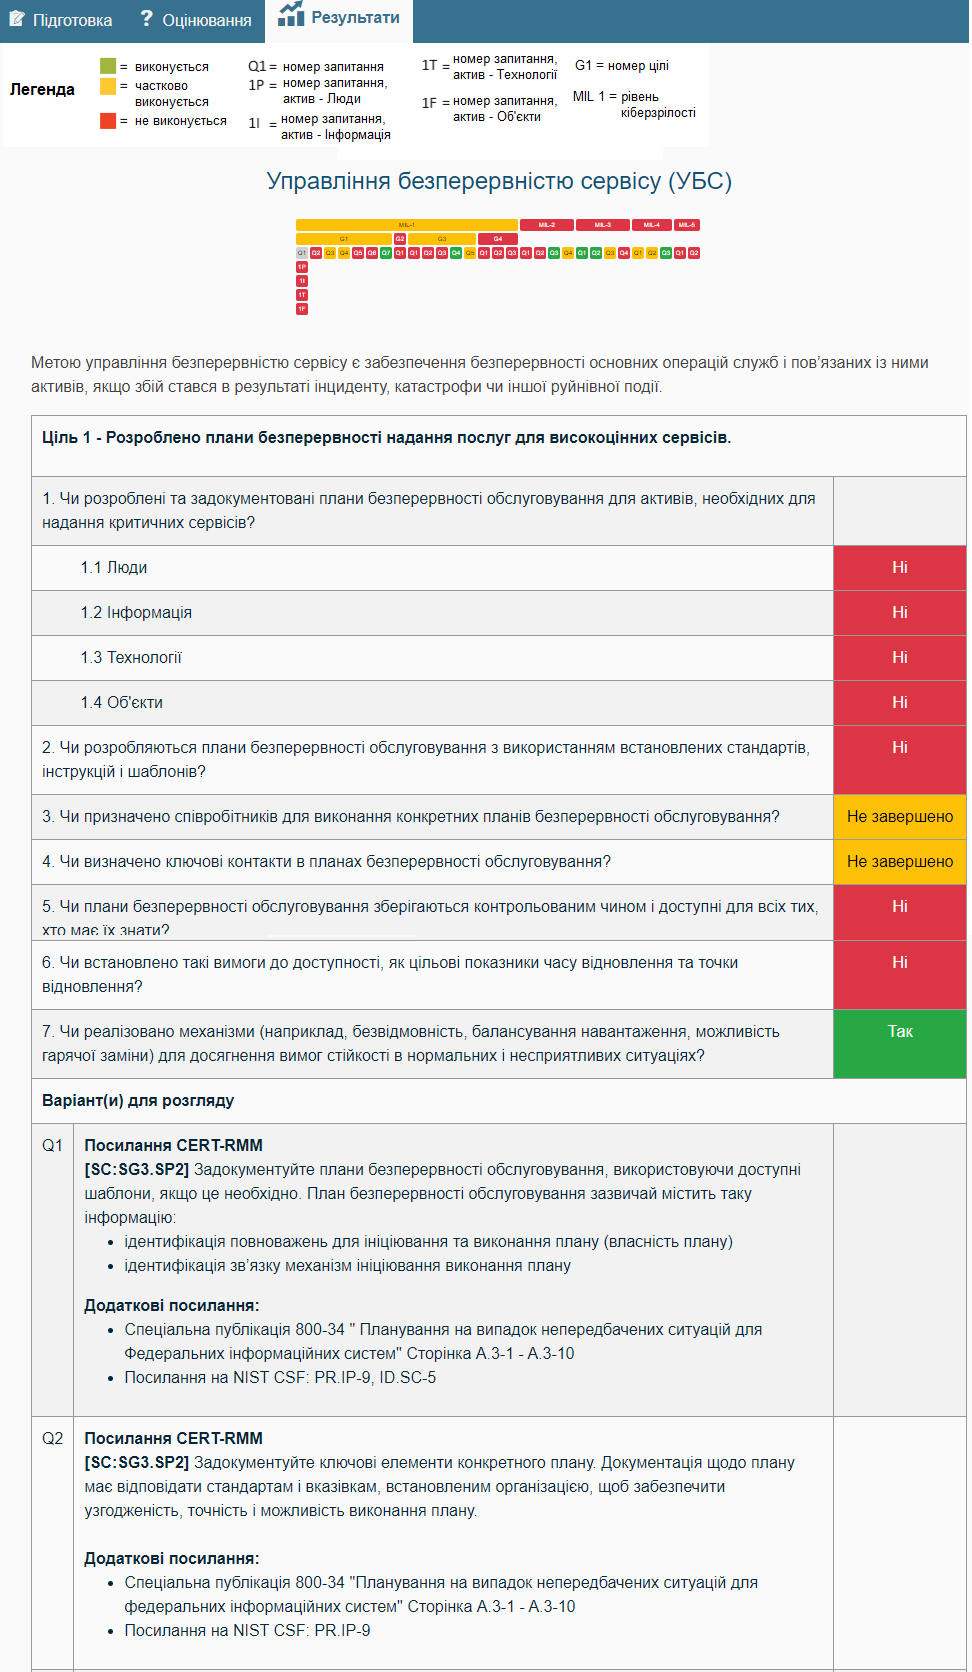 Підготовка ? Оцінювання Результати
Легенда
= виконується
= частково
виконується
= не виконується
Q1 = номер запитання
1P = номер запитання,
актив - Люди
1I = номер запитання,
актив - Інформація
1T = номер запитання,
актив - Технології
1F = номер запитання,
актив - Об'єкти
G1 = номер цілі
MIL 1 = рівень
кіберзрілості
Управління безперервністю сервісу (УБС)
MIL-1 MIL-2 MIL-3 MIL-4 MIL-5
G1 G2 G3 G4
Q1 Q2 Q3 Q4 Q5 Q6 Q7 Q1 Q1 Q2 Q3 Q4 Q5 Q1 Q2 Q3 Q1 Q2 Q3 Q4 Q1 Q2 Q3 Q4 Q1 Q2 Q3 Q1 Q2
1P
1I
1T
1F
Метою управління безперервністю сервісу є забезпечення безперервності основних операцій служб і пов’язаних із ними
активів, якщо збій стався в результаті інциденту, катастрофи чи іншої руйнівної події.
Ціль 1 - Розроблено плани безперервності надання послуг для високоцінних сервісів.
1. Чи розроблені та задокументовані плани безперервності обслуговування для активів, необхідних для
надання критичних сервісів?
1.1 Люди Ні
1.2 Інформація Ні
1.3 Технології Ні
1.4 Об'єкти Ні
2. Чи розробляються плани безперервності обслуговування з використанням встановлених стандартів, Ні
інструкцій і шаблонів?
3. Чи призначено співробітників для виконання конкретних планів безперервності обслуговування? Не завершено
4. Чи визначено ключові контакти в планах безперервності обслуговування? Не завершено
5. Чи плани безперервності обслуговування зберігаються контрольованим чином і доступні для всіх тих, Ні
хто має їх знати?
6. Чи встановлено такі вимоги до доступності, як цільові показники часу відновлення та точки Ні
відновлення?
7. Чи реалізовано механізми (наприклад, безвідмовність, балансування навантаження, можливість Так
гарячої заміни) для досягнення вимог стійкості в нормальних і несприятливих ситуаціях?
Варіант(и) для розгляду
Q1 Посилання CERT-RMM
[SC:SG3.SP2] Задокументуйте плани безперервності обслуговування, використовуючи доступні
шаблони, якщо це необхідно. План безперервності обслуговування зазвичай містить таку
інформацію:
• ідентифікація повноважень для ініціювання та виконання плану (власність плану)
• ідентифікація зв’язку механізм ініціювання виконання плану
Додаткові посилання:
• Спеціальна публікація 800-34 " Планування на випадок непередбачених ситуацій для
Федеральних інформаційних систем" Сторінка A.3-1 - A.3-10
• Посилання на NIST CSF: PR.IP-9, ID.SC-5
Q2 Посилання CERT-RMM
[SC:SG3.SP2] Задокументуйте ключові елементи конкретного плану. Документація щодо плану
має відповідати стандартам і вказівкам, встановленим організацією, щоб забезпечити
узгодженість, точність і можливість виконання плану.
Додаткові посилання:
• Спеціальна публікація 800-34 "Планування на випадок непередбачених ситуацій для
федеральних інформаційних систем" Сторінка A.3-1 - A.3-10
• Посилання на NIST CSF: PR.IP-9